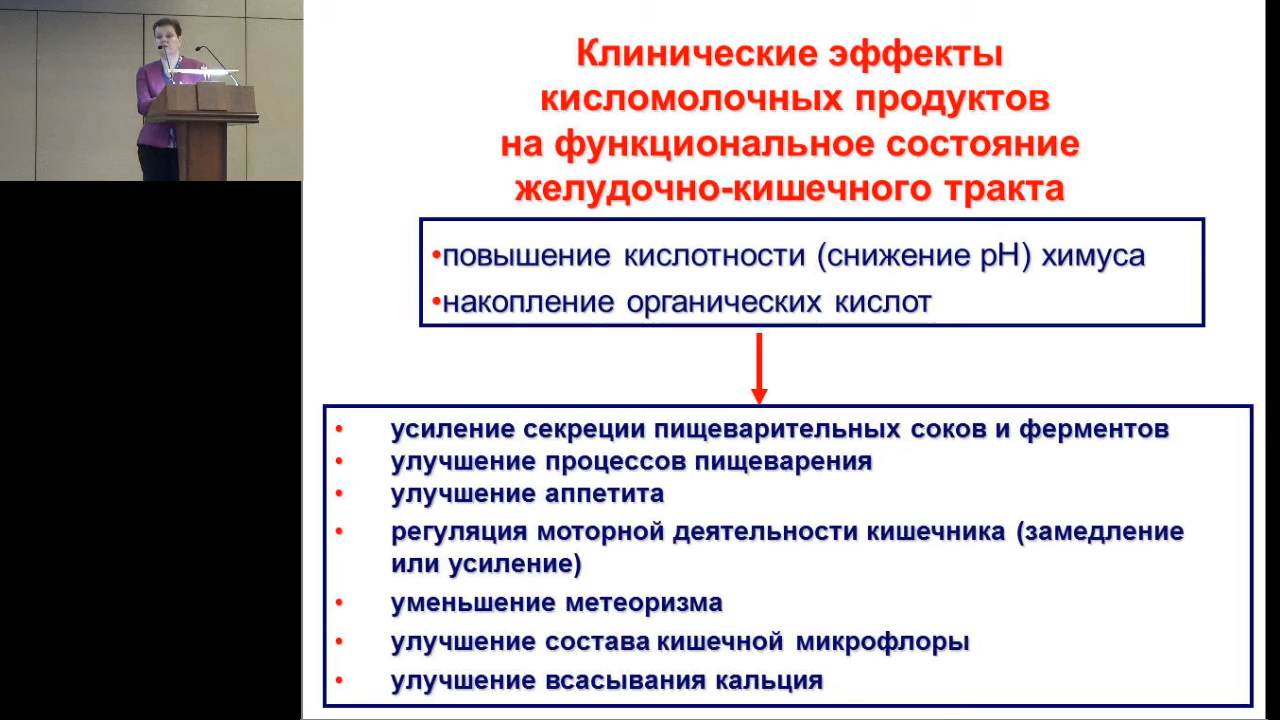 Клинические эффекты
кисломолочных продуктов
на функциональное состояние
желудочно-кишечного тракта
•повышение кислотности (снижение рН) химуса
•накопление органических кислот
• усиление секреции пищеварительных соков и ферментов
• улучшение процессов пищеварения
• улучшение аппетита
• регуляция моторной деятельности кишечника (замедление
или усиление)
• уменьшение метеоризма
• улучшение состава кишечной микрофлоры
• улучшение всасывания кальция